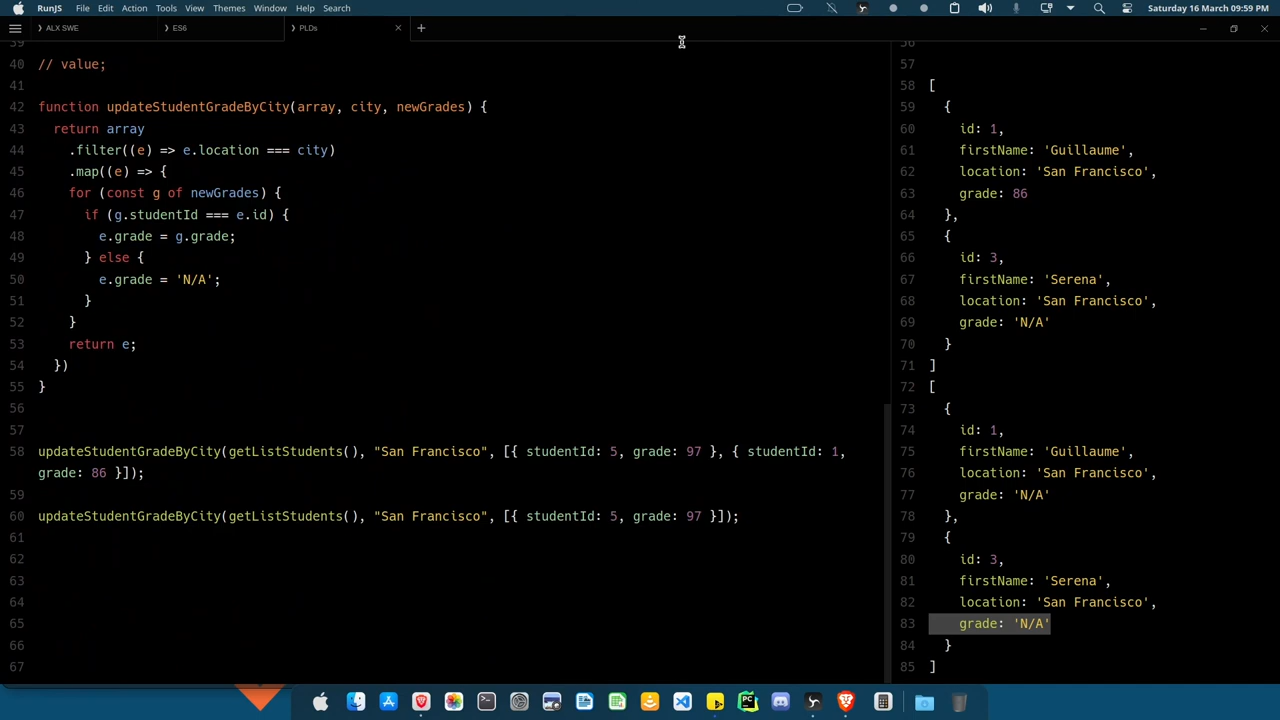 RunJS File Edit Action Tools View Themes Window Help Search Saturday 16 March 09:59 PM
ALX SWE ES6 PLDs
39
40 // value;
41
42 function updateStudentGradeByCity(array, city, newGrades) {
43 return array
44 .filter((e) => e.location === city)
45 .map((e) => {
46 for (const g of newGrades) {
47 if (g.studentId === e.id) {
48 e.grade = g.grade;
49 } else {
50 e.grade = 'N/A';
51 }
52 }
53 return e;
54 })
55 }
56
57
58 updateStudentGradeByCity(getListStudents(), "San Francisco", [{ studentId: 5, grade: 97 }, { studentId: 1,
grade: 86 }]);
59
60 updateStudentGradeByCity(getListStudents(), "San Francisco", [{ studentId: 5, grade: 97 }]);
61
62
63
64
65
66
67
56
57
58 [
59 {
60 id: 1,
61 firstName: 'Guillaume',
62 location: 'San Francisco',
63 grade: 86
64 },
65 {
66 id: 3,
67 firstName: 'Serena',
68 location: 'San Francisco',
69 grade: 'N/A'
70 }
71 ]
72 [
73 {
74 id: 1,
75 firstName: 'Guillaume',
76 location: 'San Francisco',
77 grade: 'N/A'
78 },
79 {
80 id: 3,
81 firstName: 'Serena',
82 location: 'San Francisco',
83 grade: 'N/A'
84 }
85 ]
PC